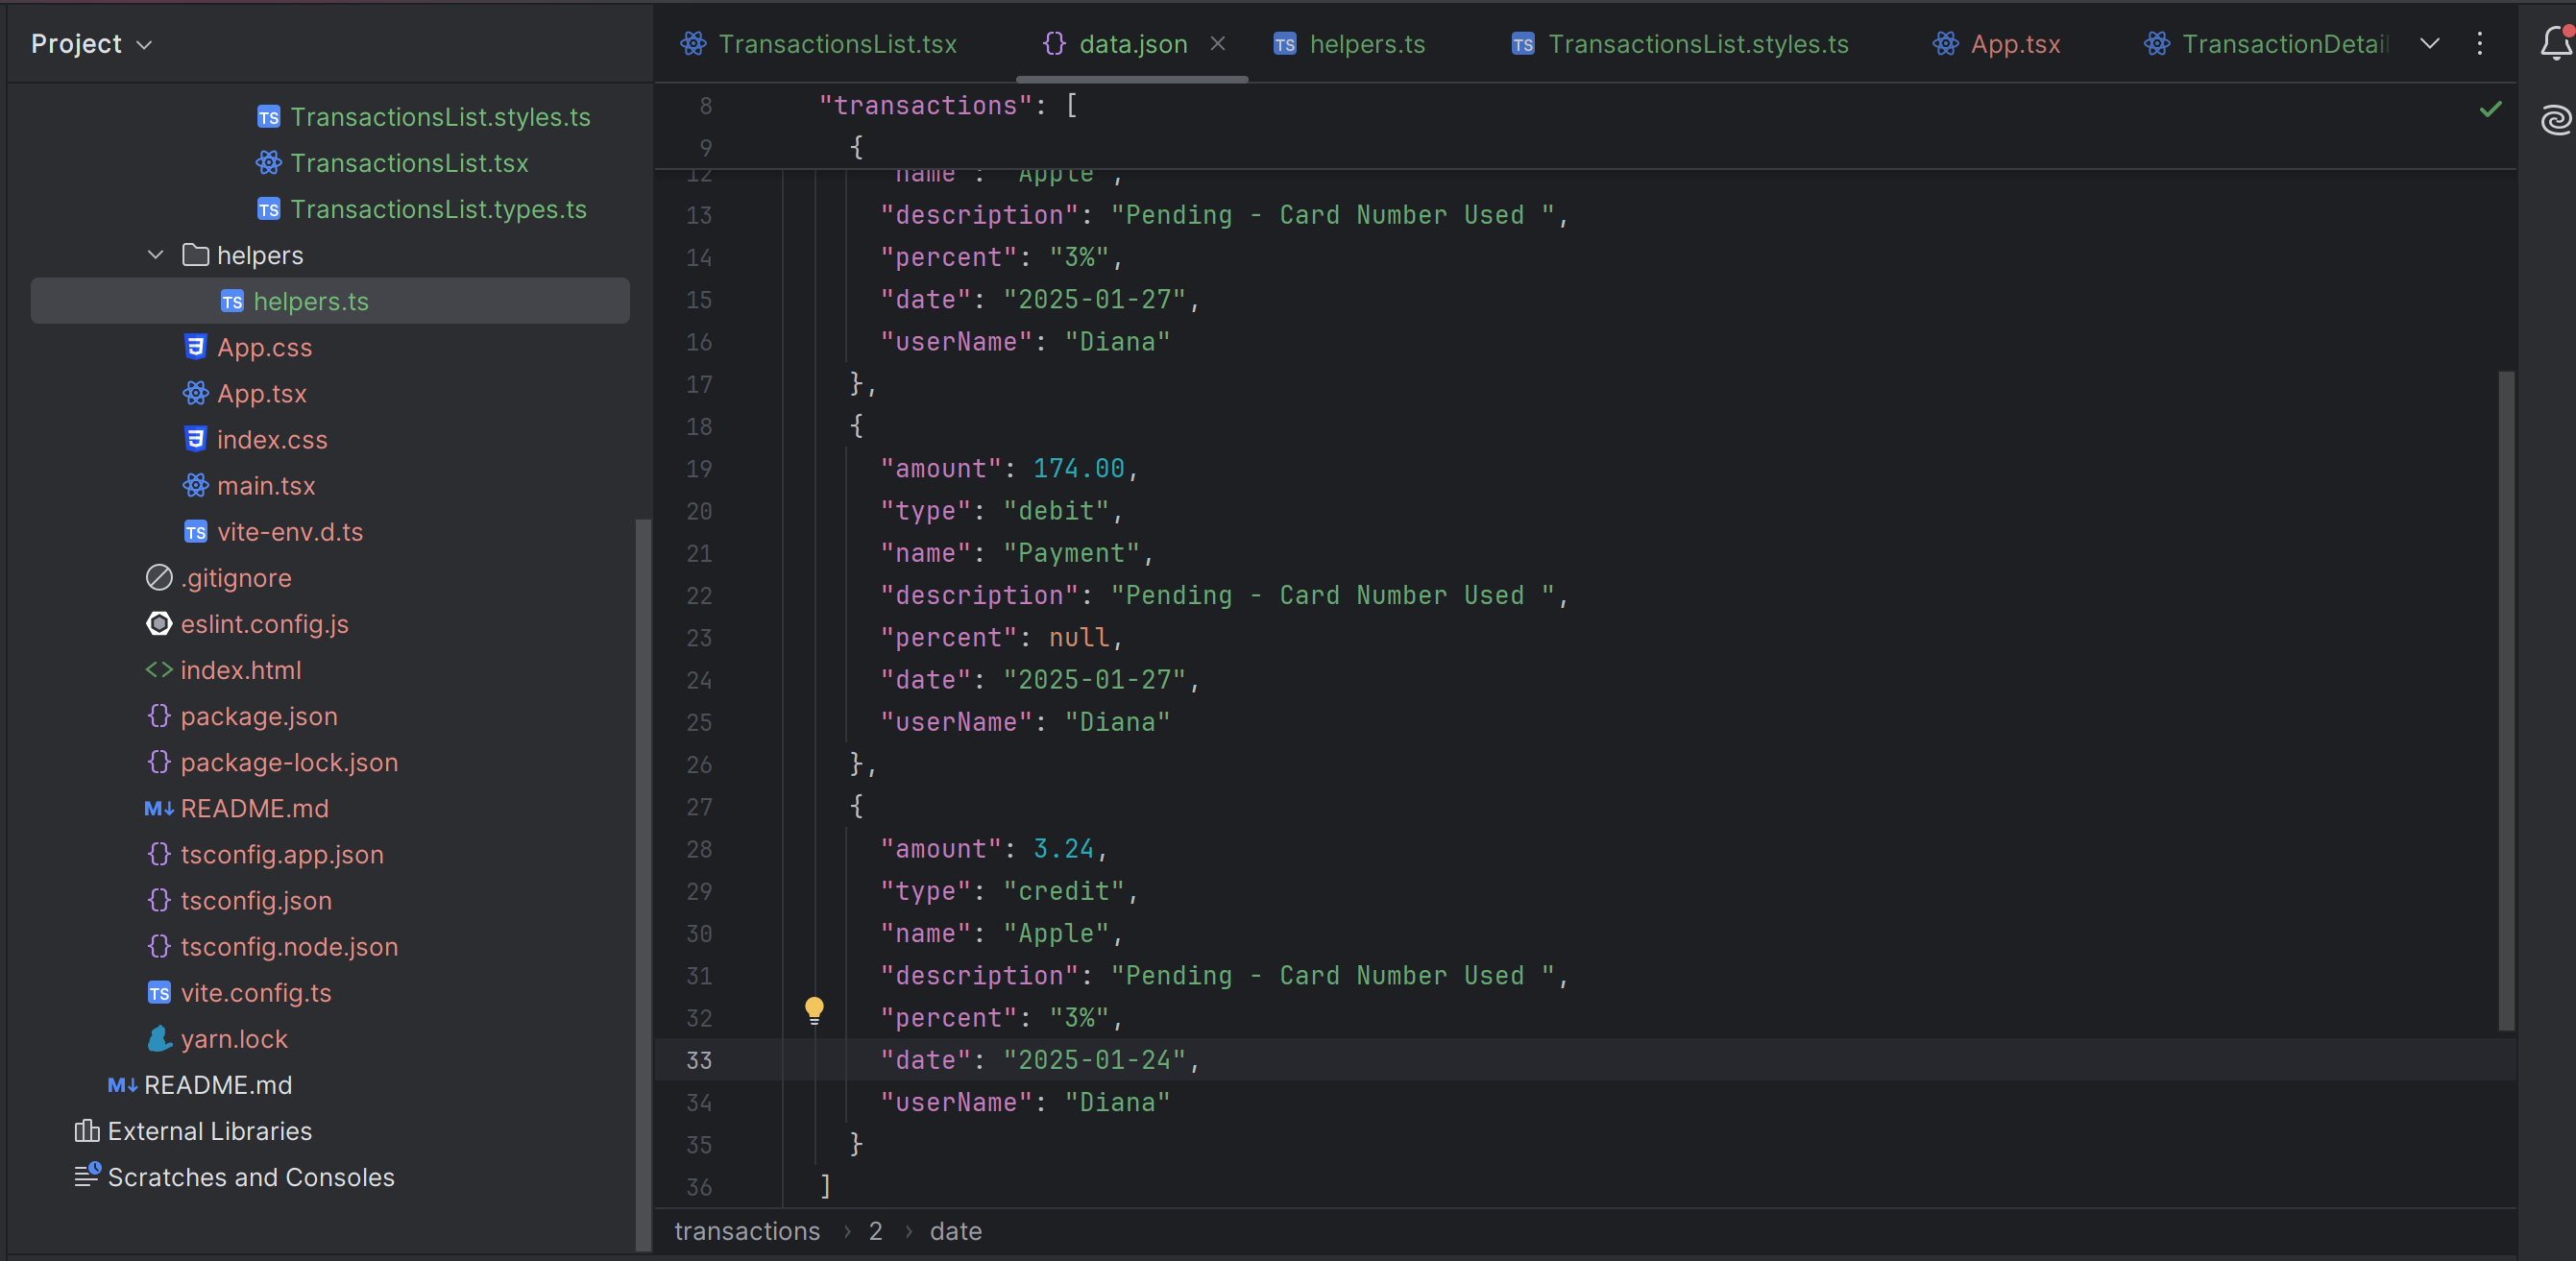 Project
TransactionsList.styles.ts
TransactionsList.tsx
TransactionsList.types.ts
helpers
helpers.ts
App.css
App.tsx
index.css
main.tsx
vite-env.d.ts
.gitignore
eslint.config.js
index.html
package.json
package-lock.json
README.md
tsconfig.app.json
tsconfig.json
tsconfig.node.json
vite.config.ts
yarn.lock
README.md
External Libraries
Scratches and Consoles
TransactionsList.tsx data.json helpers.ts TransactionsList.styles.ts App.tsx TransactionDetail
8 "transactions": [
9 {
12 "name": "Apple",
13 "description": "Pending - Card Number Used ",
14 "percent": "3%",
15 "date": "2025-01-27",
16 "userName": "Diana"
17 },
18 {
19 "amount": 174.00,
20 "type": "debit",
21 "name": "Payment",
22 "description": "Pending - Card Number Used ",
23 "percent": null,
24 "date": "2025-01-27",
25 "userName": "Diana"
26 },
27 {
28 "amount": 3.24,
29 "type": "credit",
30 "name": "Apple",
31 "description": "Pending - Card Number Used ",
32 "percent": "3%",
33 "date": "2025-01-24",
34 "userName": "Diana"
35 }
36 ]
transactions › 2 › date